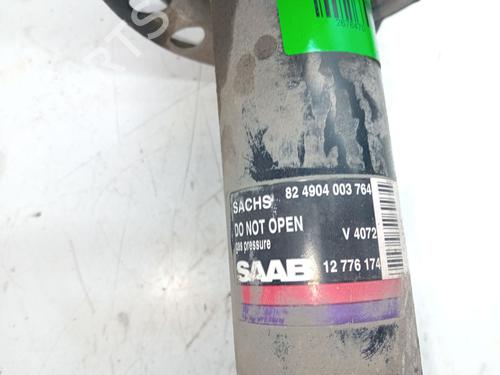 SACHS 82 4904 003 764
DO NOT OPEN V 4072
gas pressure
SAAB 12 776 174